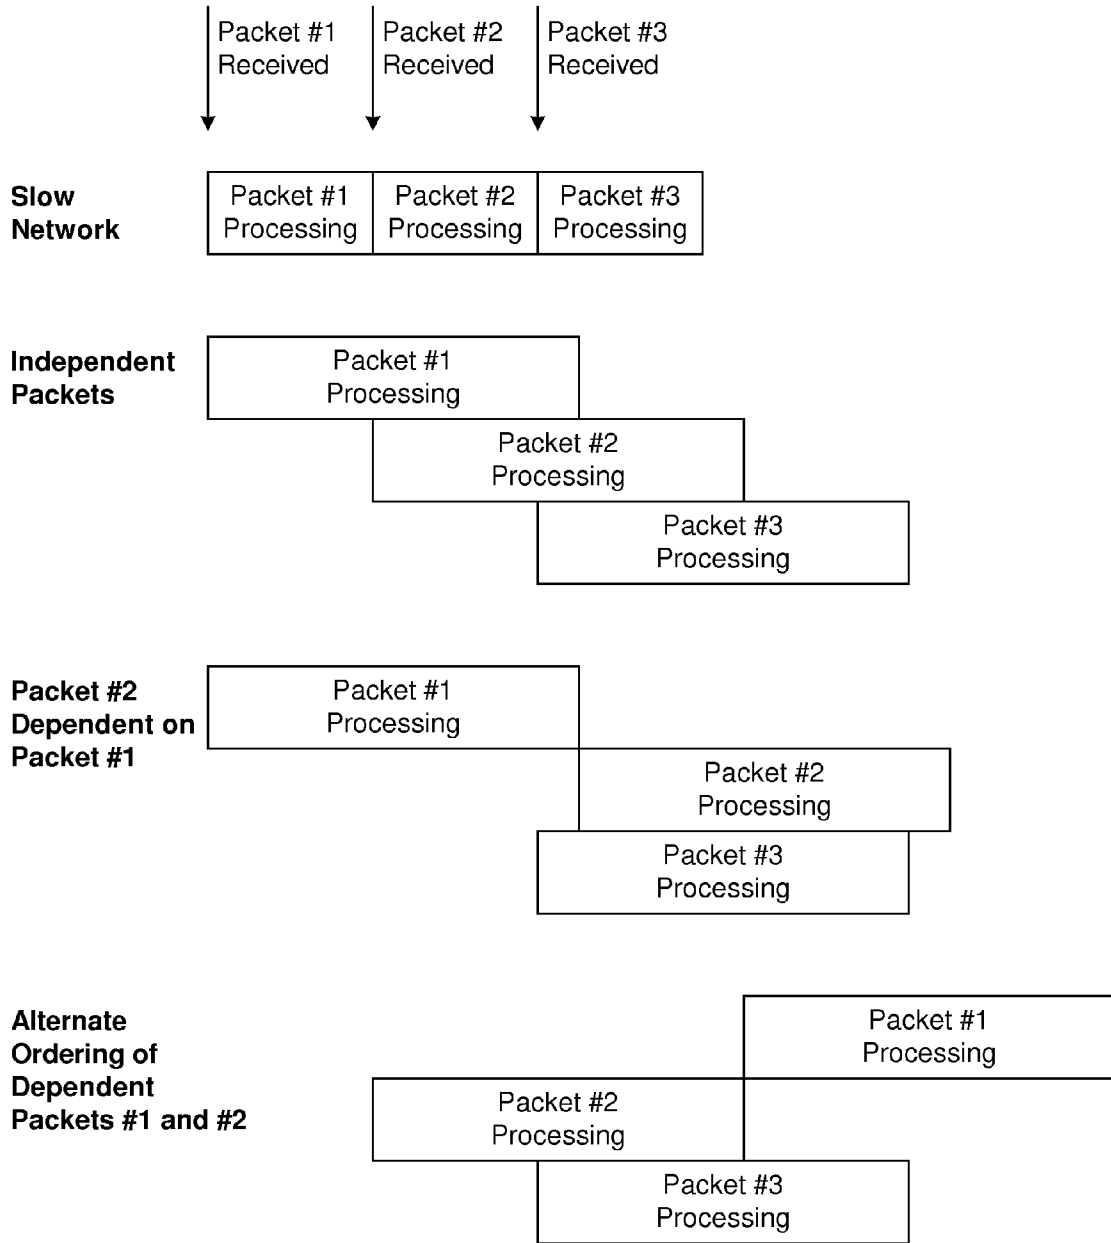 Packet #1
Received
Packet #2
Received
Packet #3
Received
Slow
Network
Packet #1
Processing
Packet #2
Processing
Packet #3
Processing
Independent
Packets
Packet #1
Processing
Packet #2
Processing
Packet #3
Processing
Packet #2
Dependent on
Packet #1
Packet #1
Processing
Packet #2
Processing
Packet #3
Processing
Alternate
Ordering of
Dependent
Packets #1 and #2
Packet #1
Processing
Packet #2
Processing
Packet #3
Processing